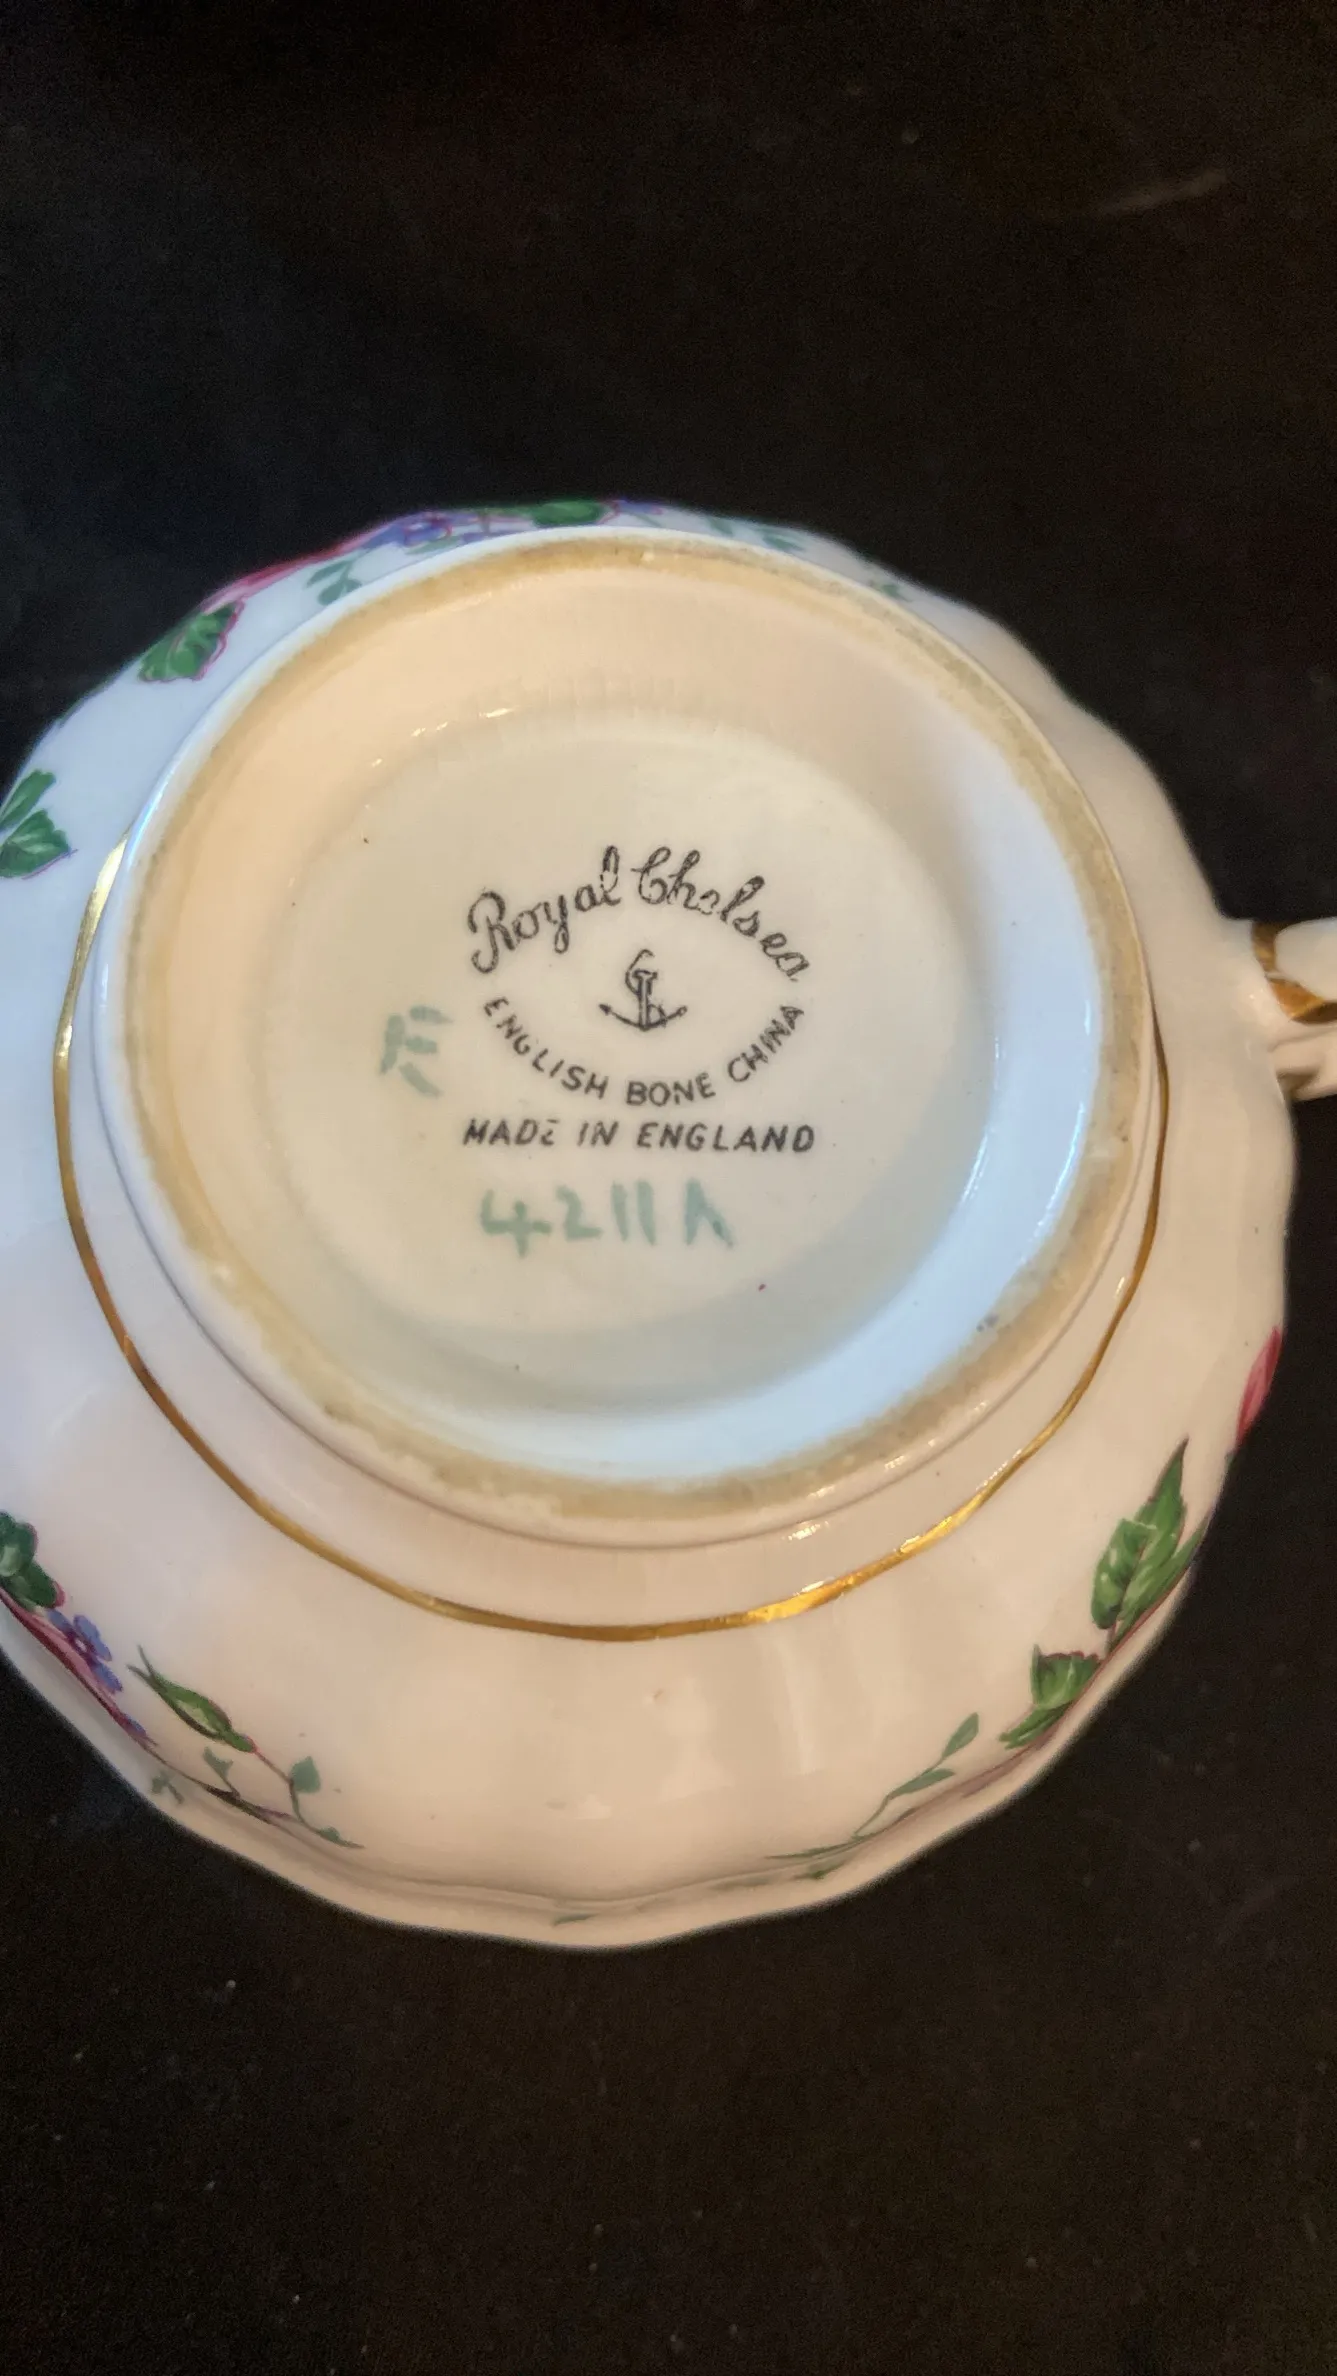 Royal Chelsea
ENGLISH BONE CHINA
MADE IN ENGLAND
4211A